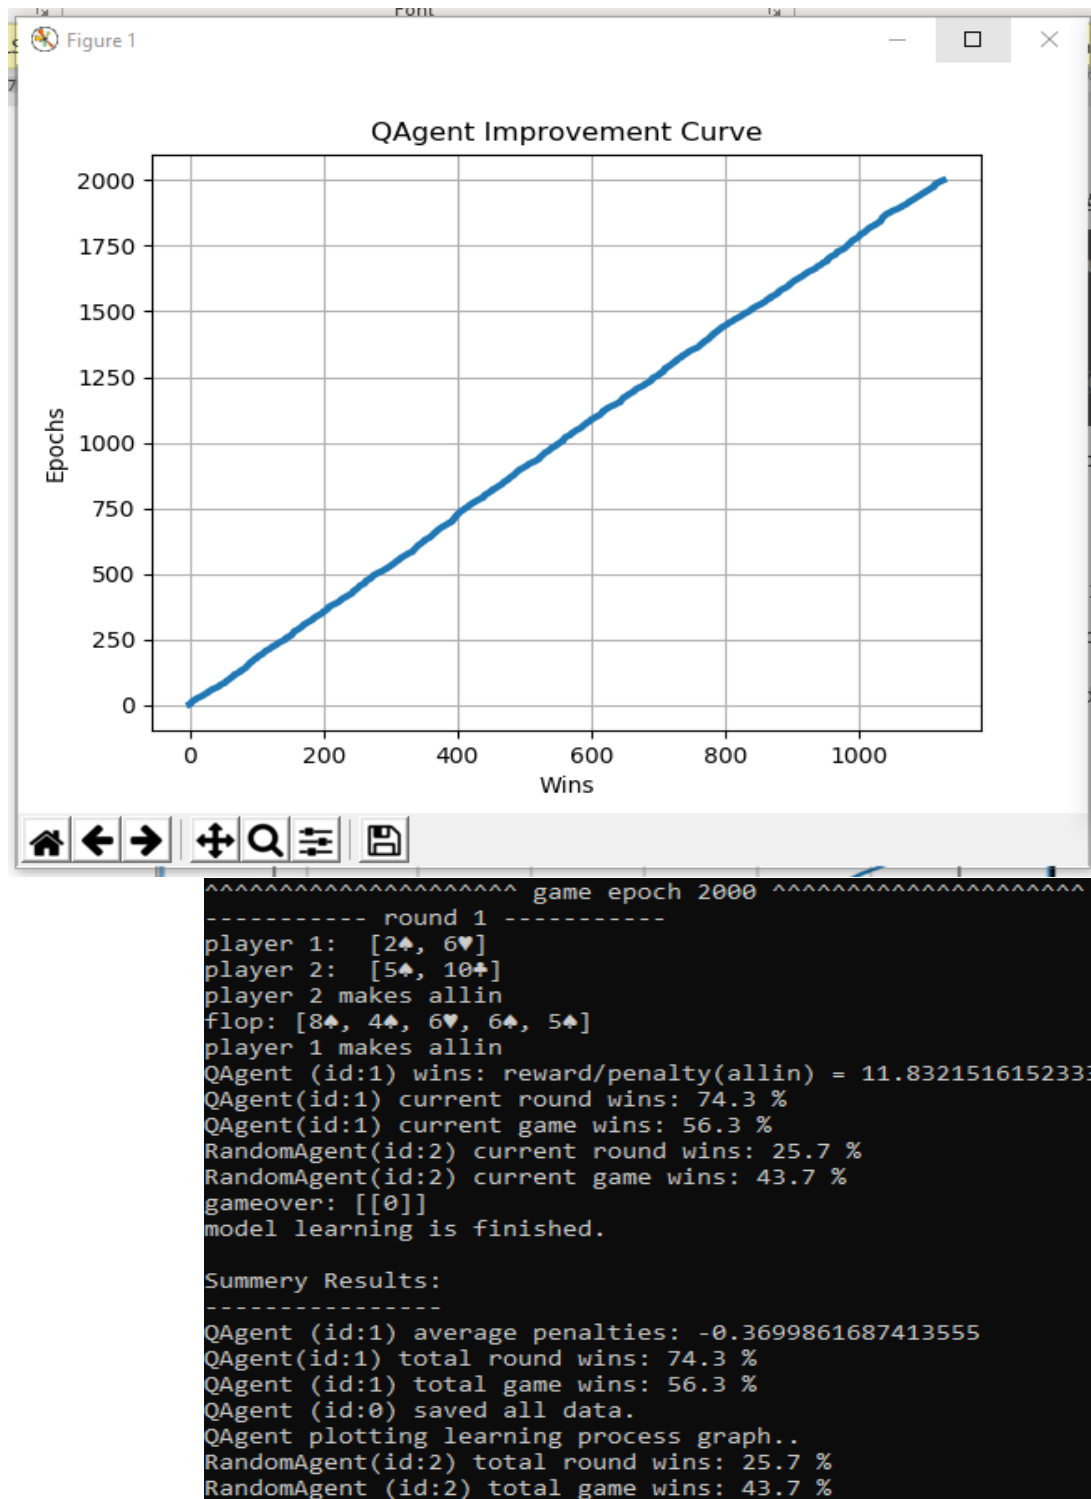 Font
Figure 1
QAgent Improvement Curve
2000
1750
1500
1250
1000
750
500
250
0
Epochs
0 200 400 600 800 1000
Wins
^^^^^^^^^^^^^^^^^^^^^ game epoch 2000 ^^^^^^^^^^^^^^^^^^^^^
----------- round 1 -----------
player 1:  [2♠, 6♥]
player 2:  [5♠, 10♣]
player 2 makes allin
flop: [8♠, 4♠, 6♥, 6♠, 5♠]
player 1 makes allin
QAgent (id:1) wins: reward/penalty(allin) = 11.832151615233
QAgent(id:1) current round wins: 74.3 %
QAgent(id:1) current game wins: 56.3 %
RandomAgent(id:2) current round wins: 25.7 %
RandomAgent(id:2) current game wins: 43.7 %
gameover: [[0]]
model learning is finished.
Summery Results:
----------------
QAgent (id:1) average penalties: -0.3699861687413555
QAgent(id:1) total round wins: 74.3 %
QAgent (id:1) total game wins: 56.3 %
QAgent (id:0) saved all data.
QAgent plotting learning process graph..
RandomAgent(id:2) total round wins: 25.7 %
RandomAgent (id:2) total game wins: 43.7 %